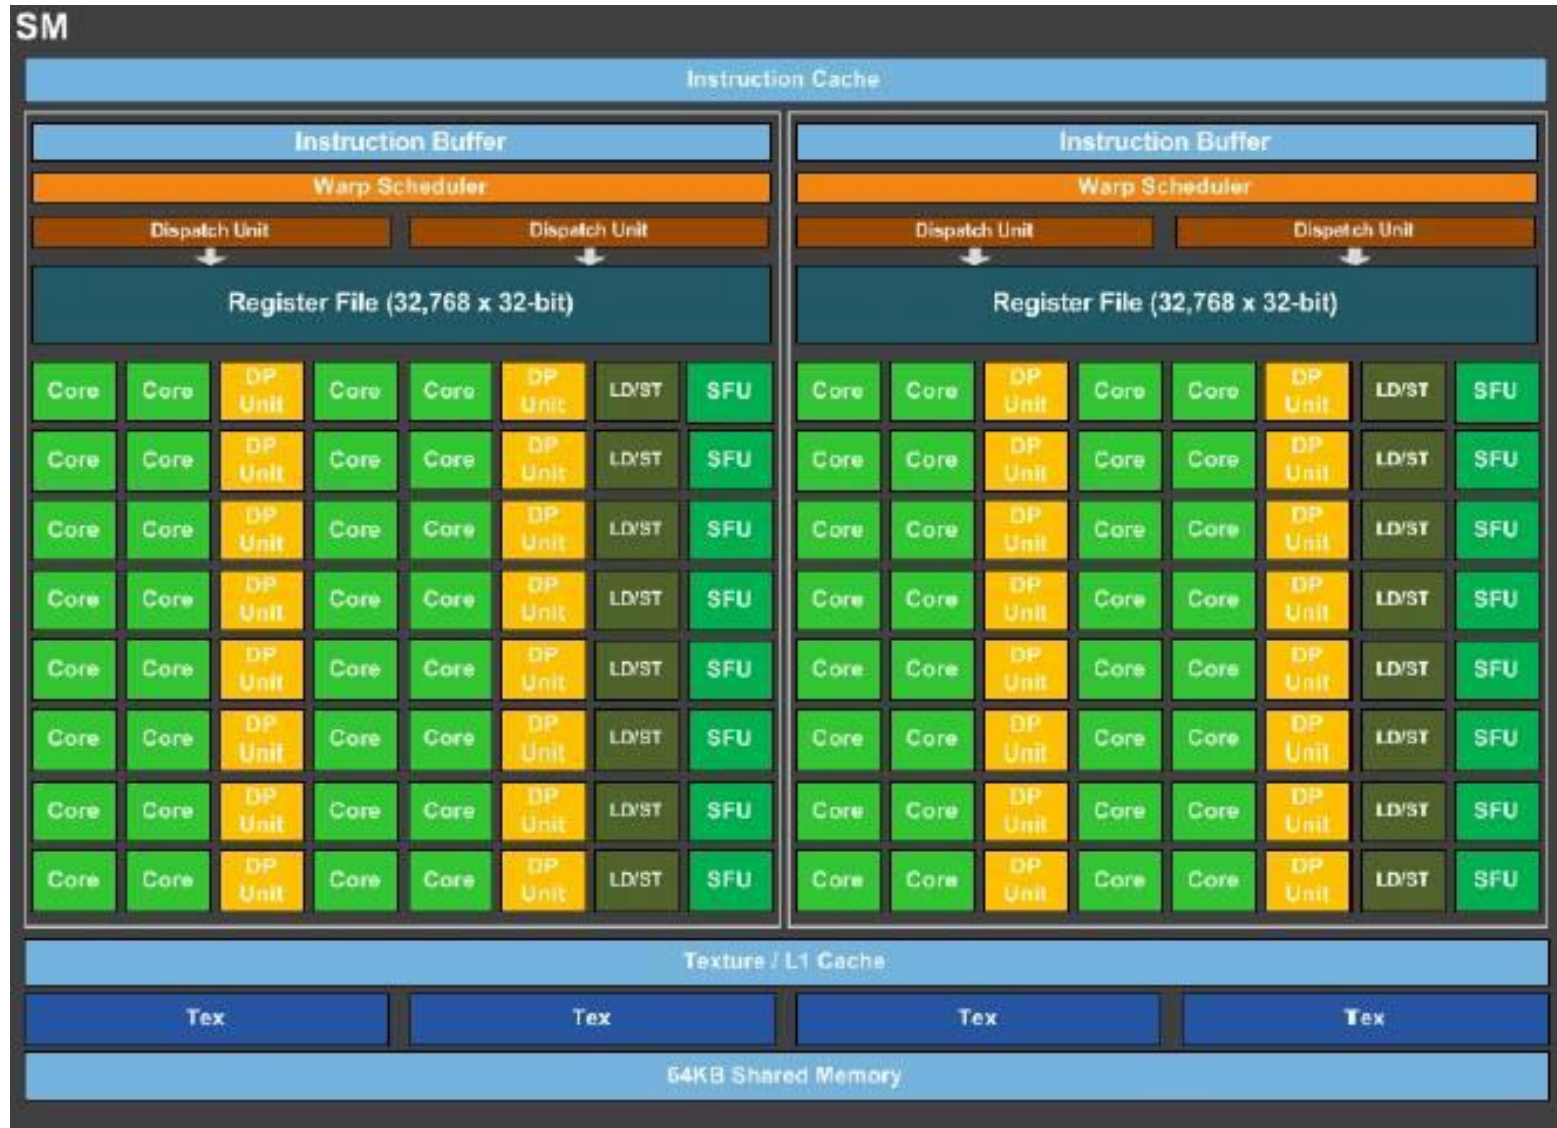 SM
Instruction Cache
Instruction Buffer Instruction Buffer
Warp Scheduler Warp Scheduler
Dispatch Unit Dispatch Unit Dispatch Unit Dispatch Unit
Register File (32,768 x 32-bit) Register File (32,768 x 32-bit)
Core Core DP Unit Core Core DP Unit LD/ST SFU Core Core DP Unit Core Core DP Unit LD/ST SFU
Core Core DP Unit Core Core DP Unit LD/ST SFU Core Core DP Unit Core Core DP Unit LD/ST SFU
Core Core DP Unit Core Core DP Unit LD/ST SFU Core Core DP Unit Core Core DP Unit LD/ST SFU
Core Core DP Unit Core Core DP Unit LD/ST SFU Core Core DP Unit Core Core DP Unit LD/ST SFU
Core Core DP Unit Core Core DP Unit LD/ST SFU Core Core DP Unit Core Core DP Unit LD/ST SFU
Core Core DP Unit Core Core DP Unit LD/ST SFU Core Core DP Unit Core Core DP Unit LD/ST SFU
Core Core DP Unit Core Core DP Unit LD/ST SFU Core Core DP Unit Core Core DP Unit LD/ST SFU
Core Core DP Unit Core Core DP Unit LD/ST SFU Core Core DP Unit Core Core DP Unit LD/ST SFU
Texture / L1 Cache
Tex Tex Tex Tex
64KB Shared Memory